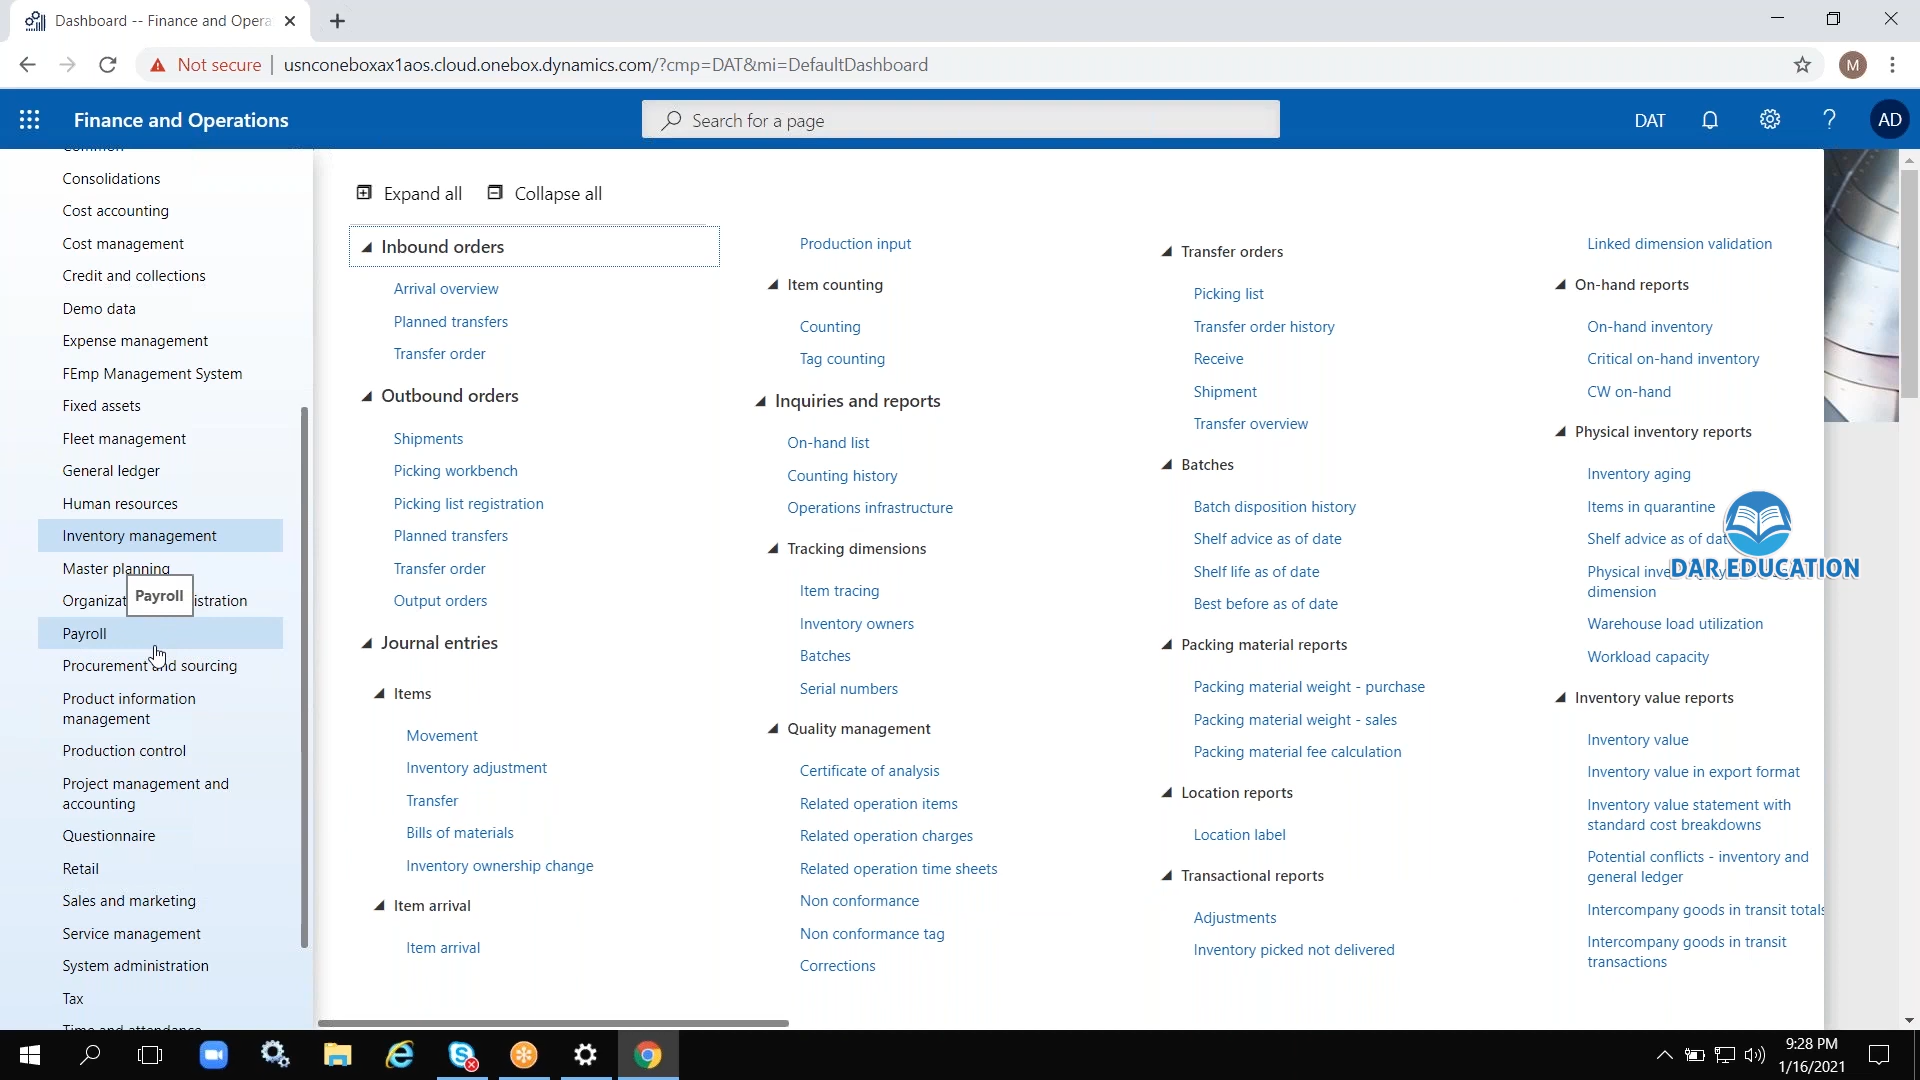 Dashboard -- Finance and Opera
Not secure
usnconeboxax1aos.cloud.onebox.dynamics.com/?cmp=DAT&mi=DefaultDashboard
M
Finance and Operations
Search for a page
DAT
?
AD
Common
Consolidations
Cost accounting
Cost management
Credit and collections
Demo data
Expense management
FEmp Management System
Fixed assets
Fleet management
General ledger
Human resources
Inventory management
Master planning
Organizat
istration
Payroll
Payroll
Procurement and sourcing
Product information
management
Production control
Project management and
accounting
Questionnaire
Retail
Sales and marketing
Service management
System administration
Tax
Time and attendance
Expand all
Collapse all
Inbound orders
Arrival overview
Planned transfers
Transfer order
Outbound orders
Shipments
Picking workbench
Picking list registration
Planned transfers
Transfer order
Output orders
Journal entries
Items
Movement
Inventory adjustment
Transfer
Bills of materials
Inventory ownership change
Item arrival
Item arrival
Production input
Item counting
Counting
Tag counting
Inquiries and reports
On-hand list
Counting history
Operations infrastructure
Tracking dimensions
Item tracing
Inventory owners
Batches
Serial numbers
Quality management
Certificate of analysis
Related operation items
Related operation charges
Related operation time sheets
Non conformance
Non conformance tag
Corrections
Transfer orders
Picking list
Transfer order history
Receive
Shipment
Transfer overview
Batches
Batch disposition history
Shelf advice as of date
Shelf life as of date
Best before as of date
Packing material reports
Packing material weight - purchase
Packing material weight - sales
Packing material fee calculation
Location reports
Location label
Transactional reports
Adjustments
Inventory picked not delivered
Linked dimension validation
On-hand reports
On-hand inventory
Critical on-hand inventory
CW on-hand
Physical inventory reports
Inventory aging
Items in quarantine
Shelf advice as of dat
Physical inve
dimension
Warehouse load utilization
Workload capacity
Inventory value reports
Inventory value
Inventory value in export format
Inventory value statement with
standard cost breakdowns
Potential conflicts - inventory and
general ledger
Intercompany goods in transit totals
Intercompany goods in transit
transactions
DAR EDUCATION
9:28 PM
1/16/2021